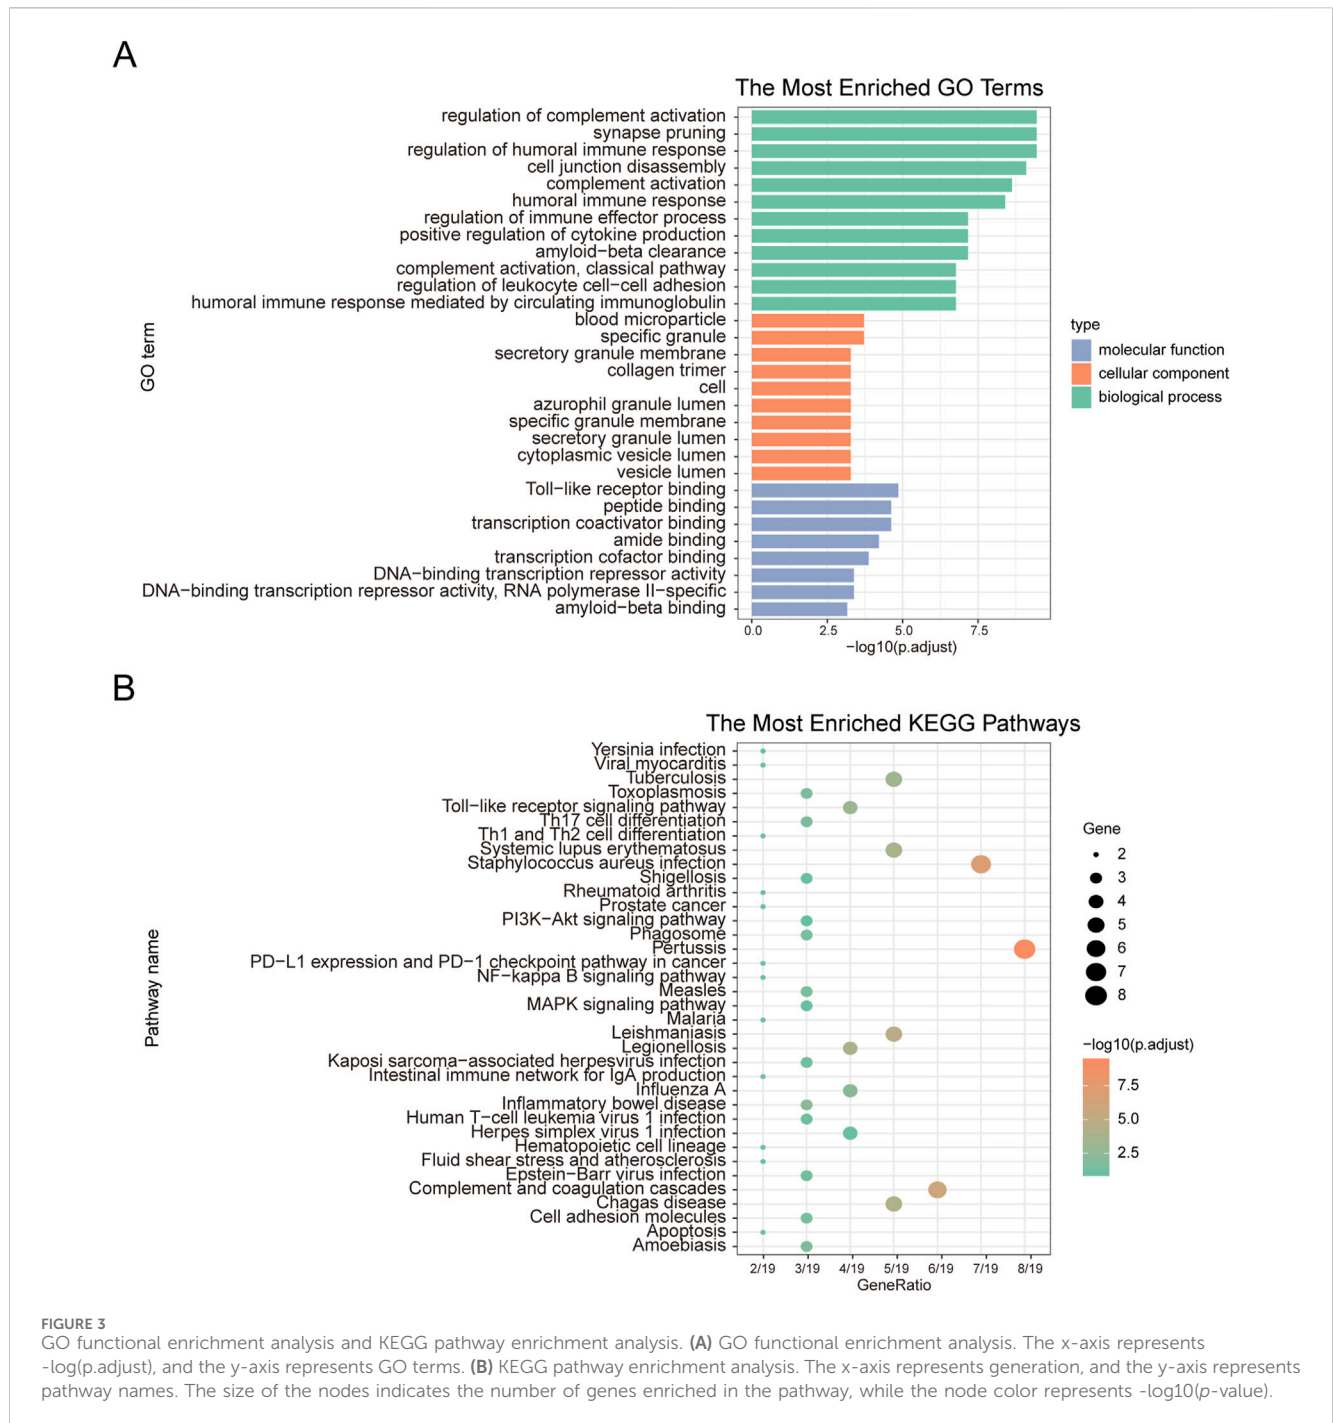 A
The Most Enriched GO Terms
regulation of complement activation
synapse pruning
regulation of humoral immune response
cell junction disassembly
complement activation
humoral immune response
regulation of immune effector process
positive regulation of cytokine production
amyloid−beta clearance
complement activation, classical pathway
regulation of leukocyte cell−cell adhesion
humoral immune response mediated by circulating immunoglobulin
blood microparticle
specific granule
secretory granule membrane
collagen trimer
cell
azurophil granule lumen
specific granule membrane
secretory granule lumen
cytoplasmic vesicle lumen
vesicle lumen
Toll−like receptor binding
peptide binding
transcription coactivator binding
amide binding
transcription cofactor binding
DNA−binding transcription repressor activity
DNA−binding transcription repressor activity, RNA polymerase II−specific
amyloid−beta binding
GO term
0.0 2.5 5.0 7.5
−log10(p.adjust)
type
molecular function
cellular component
biological process
B
The Most Enriched KEGG Pathways
Yersinia infection
Viral myocarditis
Tuberculosis
Toxoplasmosis
Toll−like receptor signaling pathway
Th17 cell differentiation
Th1 and Th2 cell differentiation
Systemic lupus erythematosus
Staphylococcus aureus infection
Shigellosis
Rheumatoid arthritis
Prostate cancer
PI3K−Akt signaling pathway
Phagosome
Pertussis
PD−L1 expression and PD−1 checkpoint pathway in cancer
NF−kappa B signaling pathway
Measles
MAPK signaling pathway
Malaria
Leishmaniasis
Legionellosis
Kaposi sarcoma−associated herpesvirus infection
Intestinal immune network for IgA production
Influenza A
Inflammatory bowel disease
Human T−cell leukemia virus 1 infection
Herpes simplex virus 1 infection
Hematopoietic cell lineage
Fluid shear stress and atherosclerosis
Epstein−Barr virus infection
Complement and coagulation cascades
Chagas disease
Cell adhesion molecules
Apoptosis
Amoebiasis
Pathway name
2/19 3/19 4/19 5/19 6/19 7/19 8/19
GeneRatio
Gene
2
3
4
5
6
7
8
−log10(p.adjust)
7.5
5.0
2.5
FIGURE 3
GO functional enrichment analysis and KEGG pathway enrichment analysis. (A) GO functional enrichment analysis. The x-axis represents
-log(p.adjust), and the y-axis represents GO terms. (B) KEGG pathway enrichment analysis. The x-axis represents generation, and the y-axis represents
pathway names. The size of the nodes indicates the number of genes enriched in the pathway, while the node color represents -log10(p-value).